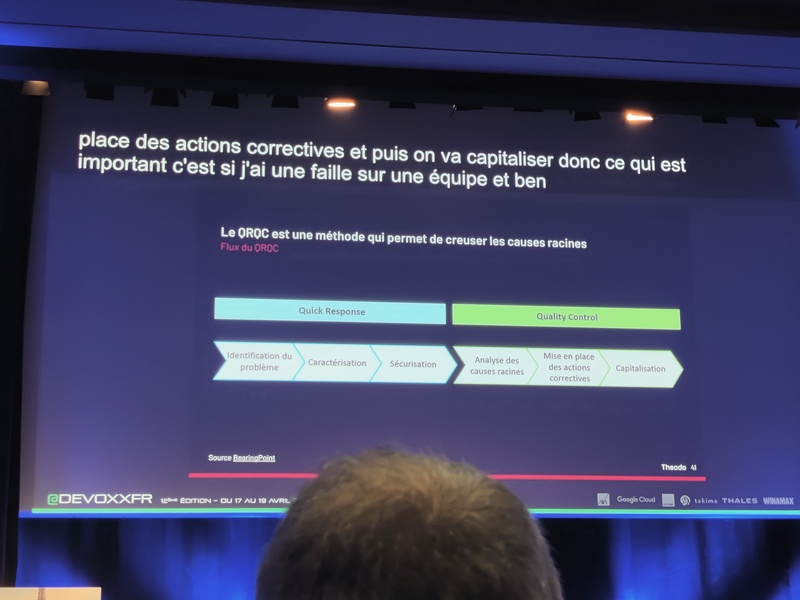 place des actions correctives et puis on va capitaliser donc ce qui est
important c'est si j'ai une faille sur une équipe et ben
Le QRQC est une méthode qui permet de creuser les causes racines
Flux du QRQC
Quick Response
Quality Control
Identification du
problème
Caractérisation
Sécurisation
Analyse des
causes racines
Mise en place
des actions
correctives
Capitalisation
Source BearingPoint
Theodo 41
DEVOXXFR
12ème ÉDITION - DU 17 AU 19 AVRIL
Google Cloud
takima
THALES
WINAMAX